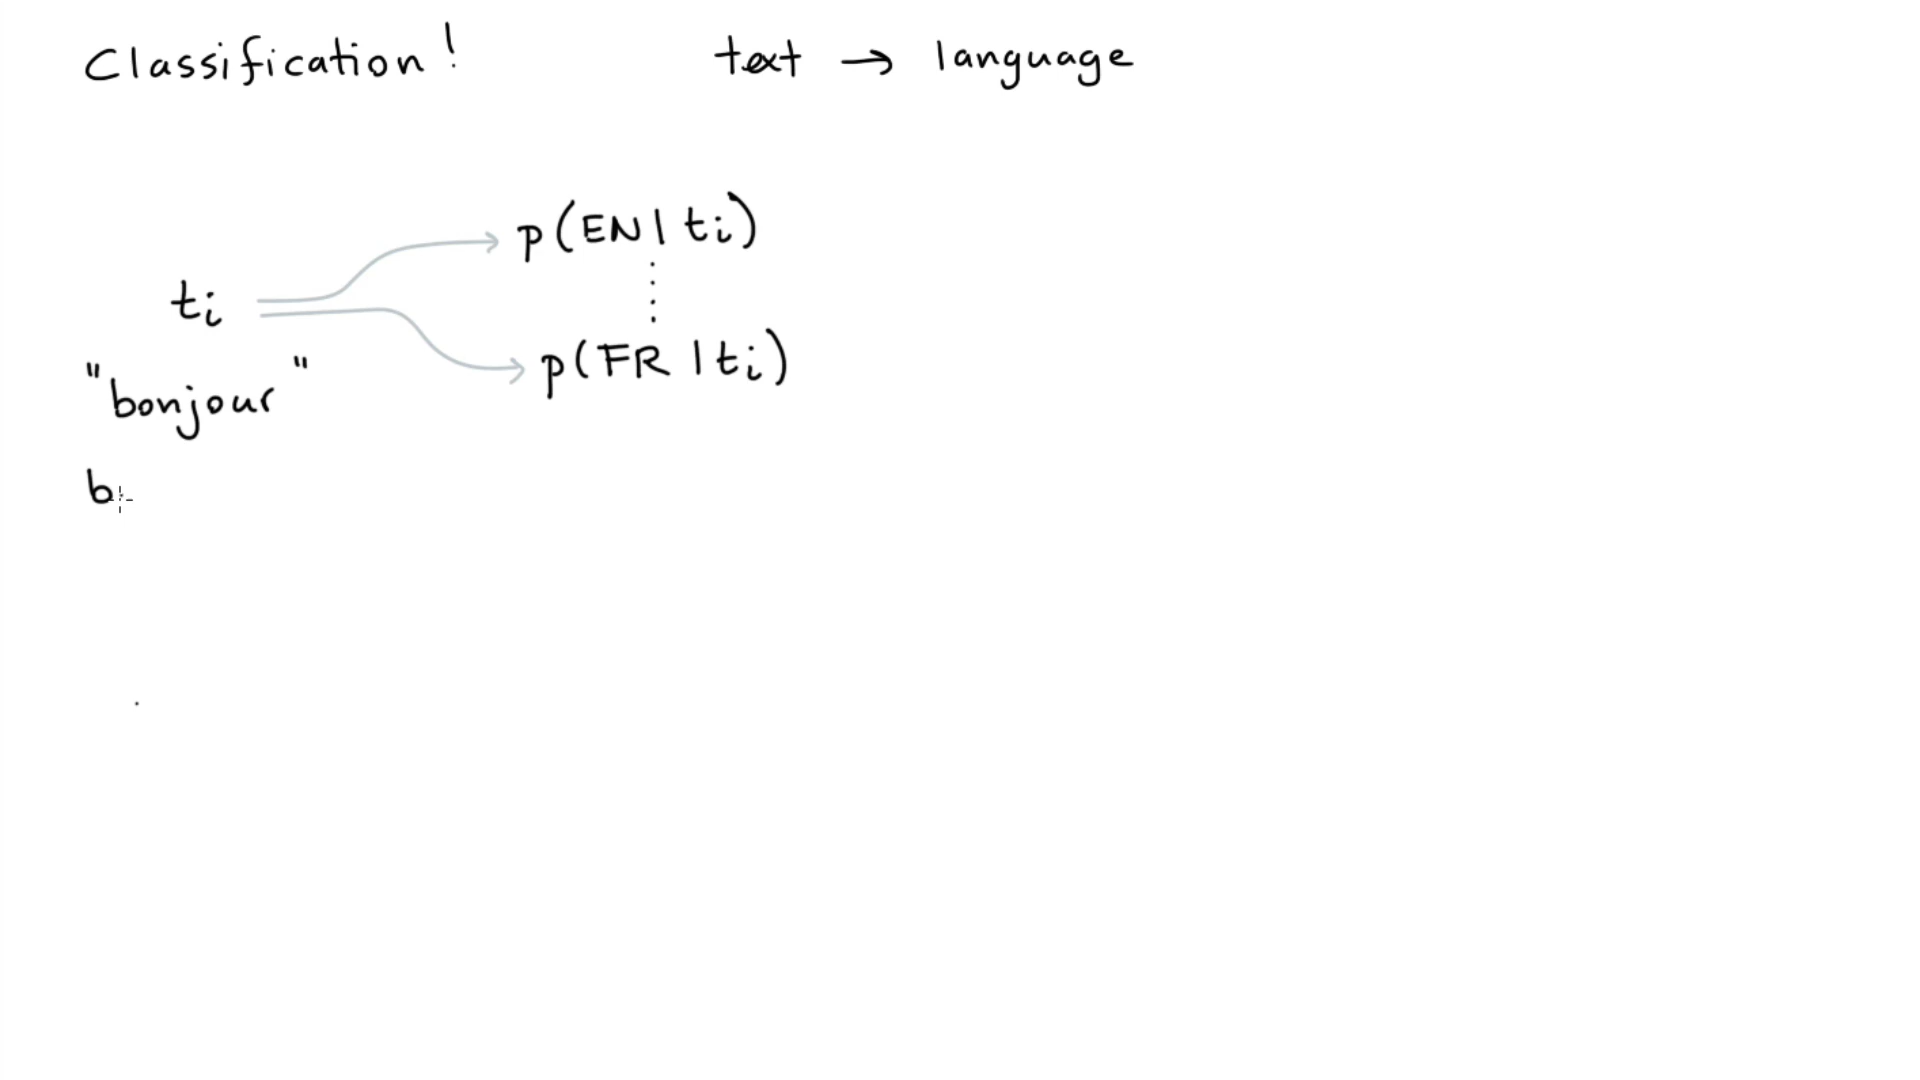 Classification! text → language
p(EN | ti)
ti
p(FR | ti)
"bonjour"
b